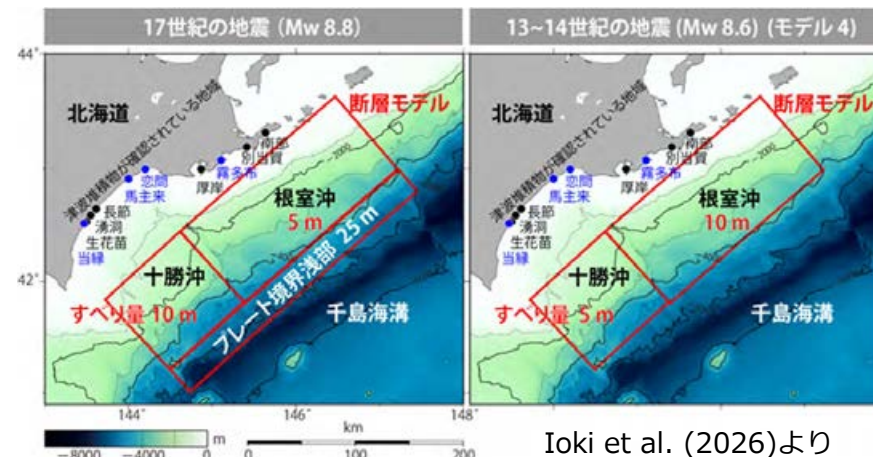 17世紀の地震（Mw 8.8）
13~14世紀の地震 (Mw 8.6) (モデル 4)
44˚
42˚
北海道
津波堆積物が確認されている地域
断層モデル
南部
別当賀
霧多布
厚岸
恋問
馬主来
長節
湧洞
生花苗
当縁
根室沖
5 m
十勝沖
すべり量 10 m
プレート境界浅部 25 m
千島海溝
144˚
146˚
148˚
−2000
北海道
津波堆積物が確認されている地域
断層モデル
南部
別当賀
霧多布
厚岸
恋問
馬主来
長節
湧洞
生花苗
当縁
根室沖
10 m
十勝沖
すべり量 5 m
千島海溝
−2000
m
−8000 −4000 0
km
0 100 200
Ioki et al. (2026)より